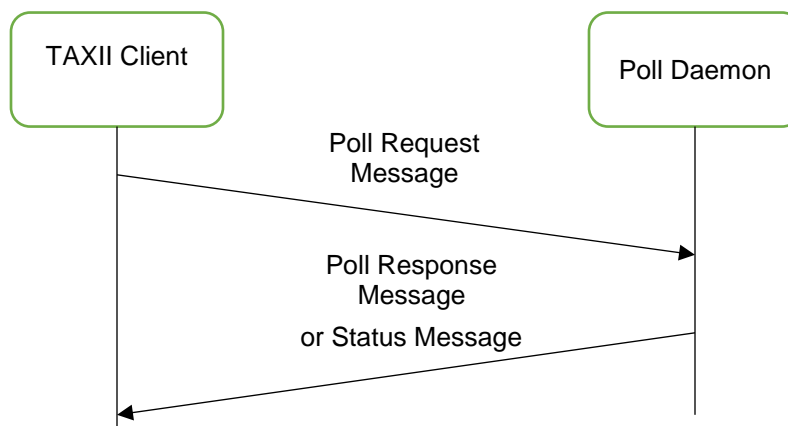 TAXII Client
Poll Daemon
Poll Request
Message
Poll Response
Message
or Status Message